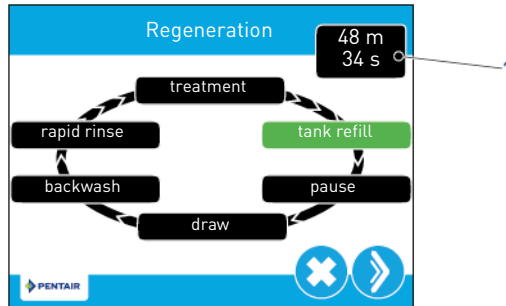 Regeneration
48 m
34 s
treatment
rapid rinse
tank refill
backwash
pause
draw
PENTAIR